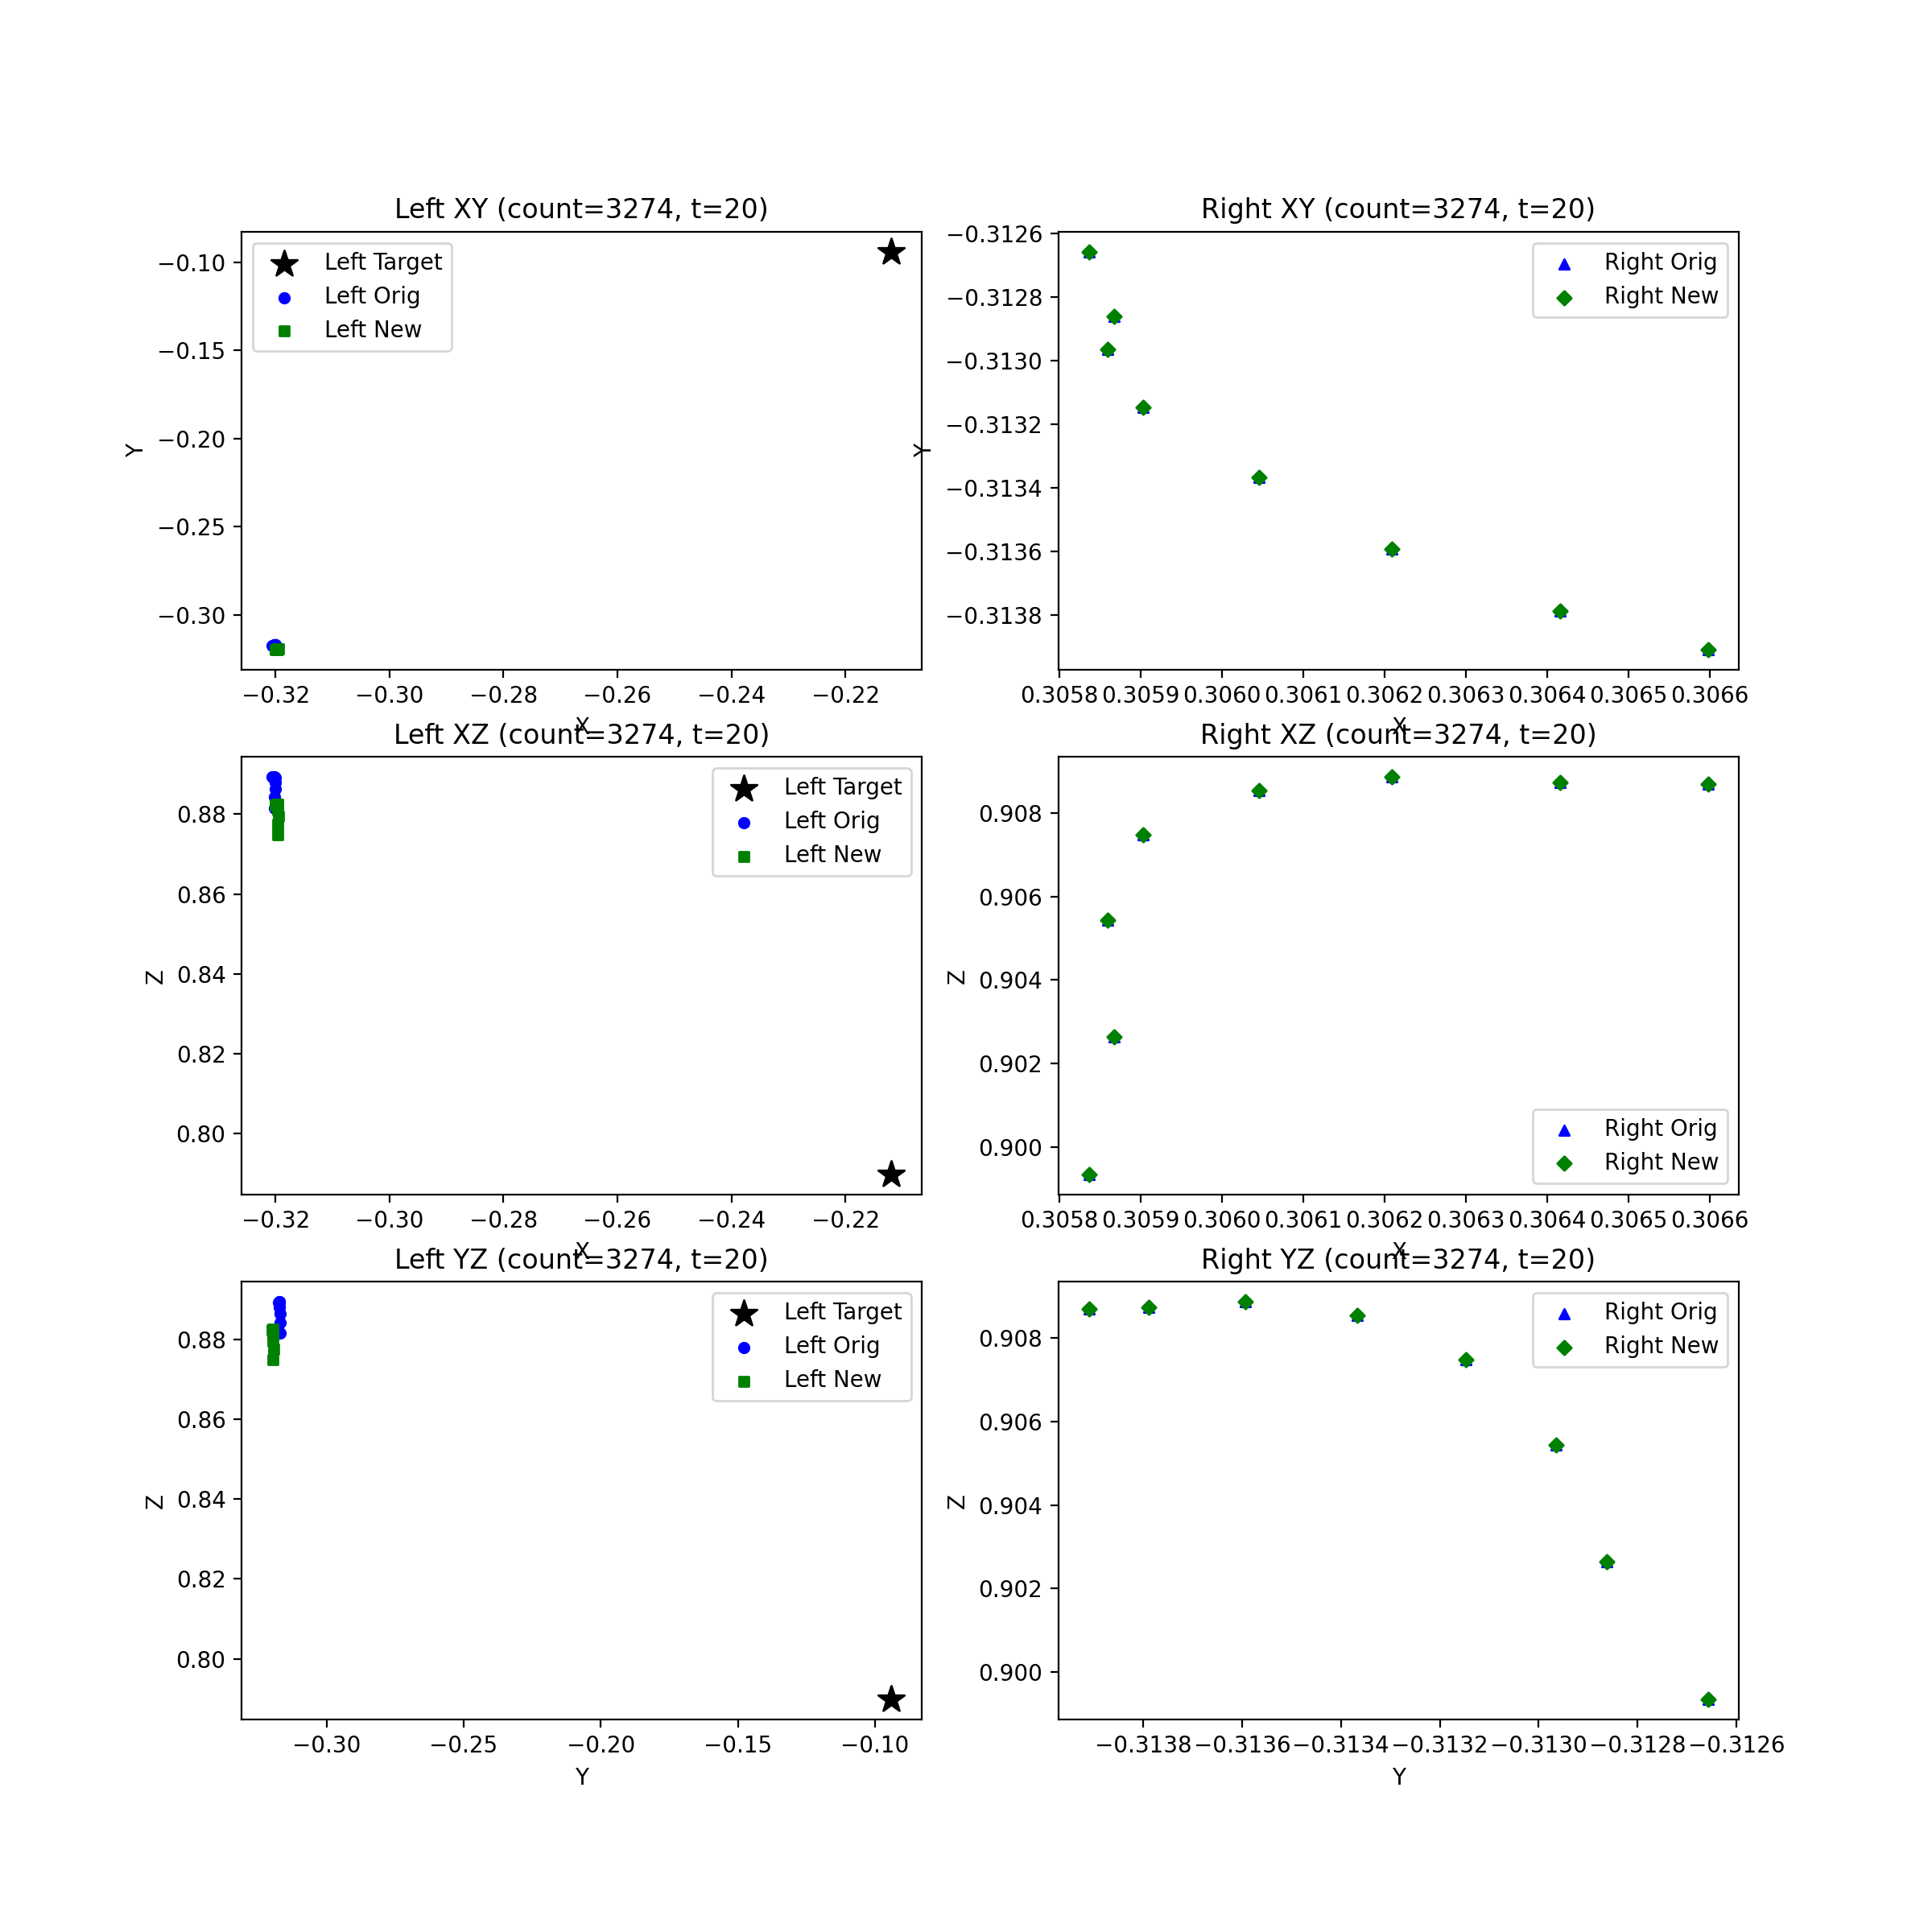 Left XY (count=3274, t=20)
Left Target
Left Orig
Left New
−0.10
−0.15
−0.20
−0.25
−0.30
Y
−0.32 −0.30 −0.28 −0.26 −0.24 −0.22
X
Right XY (count=3274, t=20)
Right Orig
Right New
−0.3126
−0.3128
−0.3130
−0.3132
−0.3134
−0.3136
−0.3138
Y
0.3058 0.3059 0.3060 0.3061 0.3062 0.3063 0.3064 0.3065 0.3066
X
Left XZ (count=3274, t=20)
Left Target
Left Orig
Left New
0.88
0.86
0.84
0.82
0.80
Z
−0.32 −0.30 −0.28 −0.26 −0.24 −0.22
X
Right XZ (count=3274, t=20)
0.908
0.906
0.904
0.902
0.900
Z
Right Orig
Right New
0.3058 0.3059 0.3060 0.3061 0.3062 0.3063 0.3064 0.3065 0.3066
X
Left YZ (count=3274, t=20)
Left Target
Left Orig
Left New
0.88
0.86
0.84
0.82
0.80
Z
−0.30 −0.25 −0.20 −0.15 −0.10
Y
Right YZ (count=3274, t=20)
Right Orig
Right New
0.908
0.906
0.904
0.902
0.900
Z
−0.3138 −0.3136 −0.3134 −0.3132 −0.3130 −0.3128 −0.3126
Y